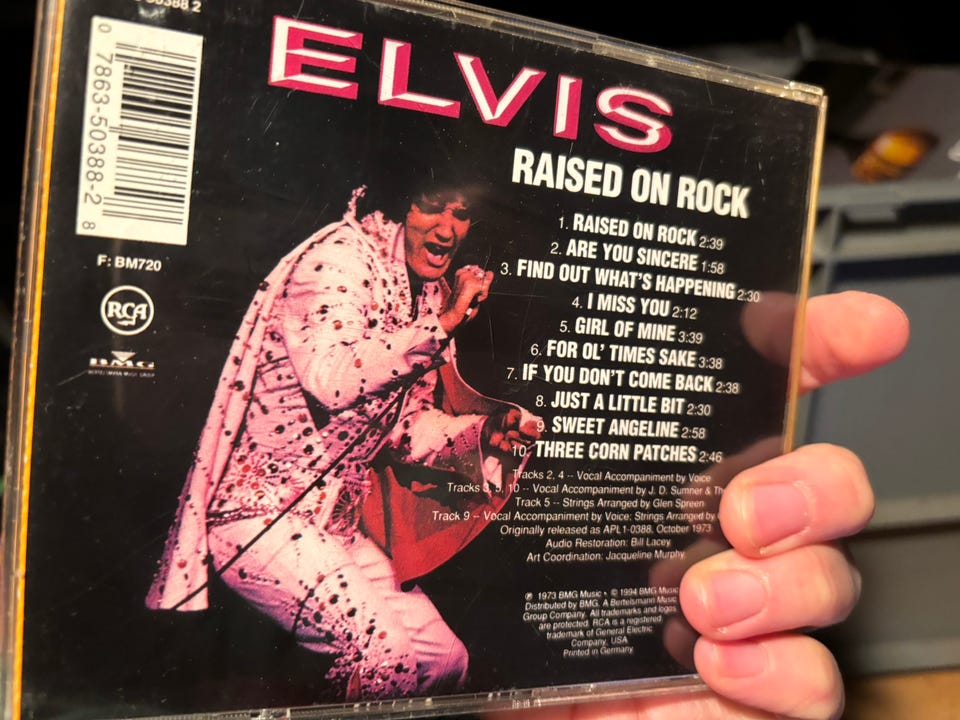 50388 2
0 7863-50388-2 8
F: BM720
RCA
BMG
ELVIS
RAISED ON ROCK
1. RAISED ON ROCK 2:39
2. ARE YOU SINCERE 1:58
3. FIND OUT WHAT'S HAPPENING 2:30
4. I MISS YOU 2:12
5. GIRL OF MINE 3:39
6. FOR OL' TIMES SAKE 3:38
7. IF YOU DON'T COME BACK 2:38
8. JUST A LITTLE BIT 2:30
9. SWEET ANGELINE 2:58
10. THREE CORN PATCHES 2:46
Tracks 2, 4 -- Vocal Accompaniment by Voice
Tracks 3, 5, 10 -- Vocal Accompaniment by J. D. Sumner & Th
Track 5 -- Strings Arranged by Glen Spreen
Track 9 -- Vocal Accompaniment by Voice: Strings Arranged by
Originally released as APL1-0388, October 1973
Audio Restoration: Bill Lacey
Art Coordination: Jacqueline Murphy
℗ 1973 BMG Music • © 1994 BMG Music
Distributed by BMG. A Bertelsmann Music
Group Company. All trademarks and logos
are protected. RCA is a registered
trademark of General Electric
Company, USA
Printed in Germany